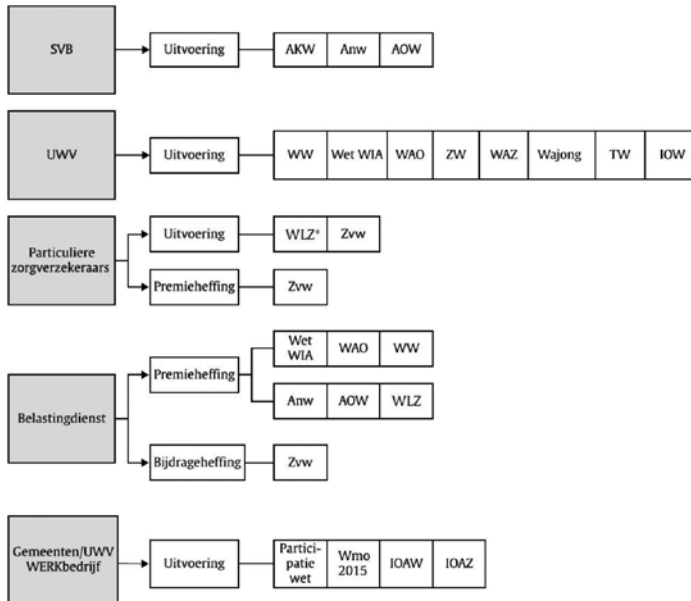 SVB Uitvoering AKW Anw AOW
UWV Uitvoering WW Wet WIA WAO ZW WAZ Wajong TW IOW
Particuliere
zorgverzekeraars
Uitvoering WLZ* Zvw
Premieheffing Zvw
Belastingdienst
Premieheffing
Wet
WIA
WAO WW
Anw AOW WLZ
Bijdrageheffing Zvw
Gemeenten/UWV
WERKbedrijf
Uitvoering
Partici-
patie
wet
Wmo
2015
IOAW IOAZ